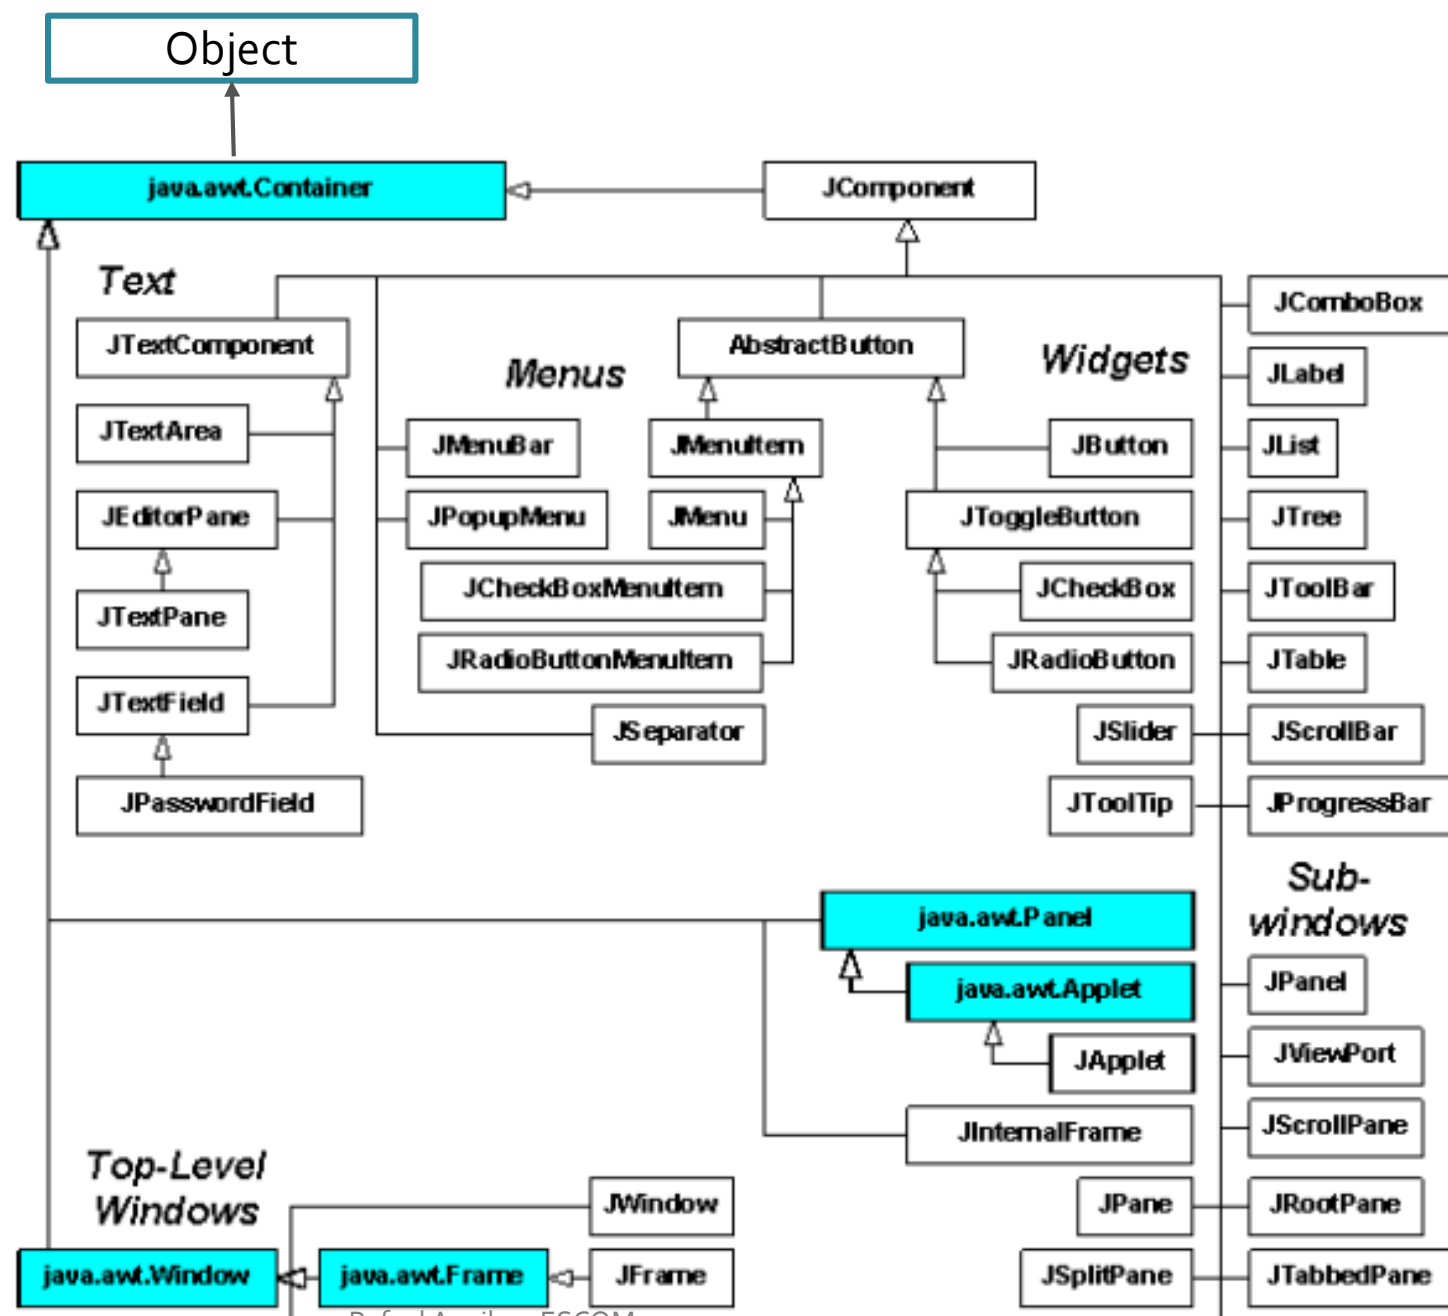 Object
java.awt.Container
JComponent
Text
JTextComponent
AbstractButton
Widgets
JComboBox
Menus
JLabel
JTextArea
JMenuBar
JMenuItem
JButton
JList
JEditorPane
JPopupMenu
JMenu
JToggleButton
JTree
JCheckBoxMenuItem
JCheckBox
JToolBar
JTextPane
JRadioButtonMenuItem
JRadioButton
JTable
JTextField
JSeparator
JSlider
JScrollBar
JPasswordField
JToolTip
JProgressBar
Sub-
windows
java.awt.Panel
java.awt.Applet
JPanel
JApplet
JViewPort
JInternalFrame
JScrollPane
Top-Level
Windows
JWindow
JPane
JRootPane
java.awt.Window
java.awt.Frame
JFrame
JSplitPane
JTabbedPane